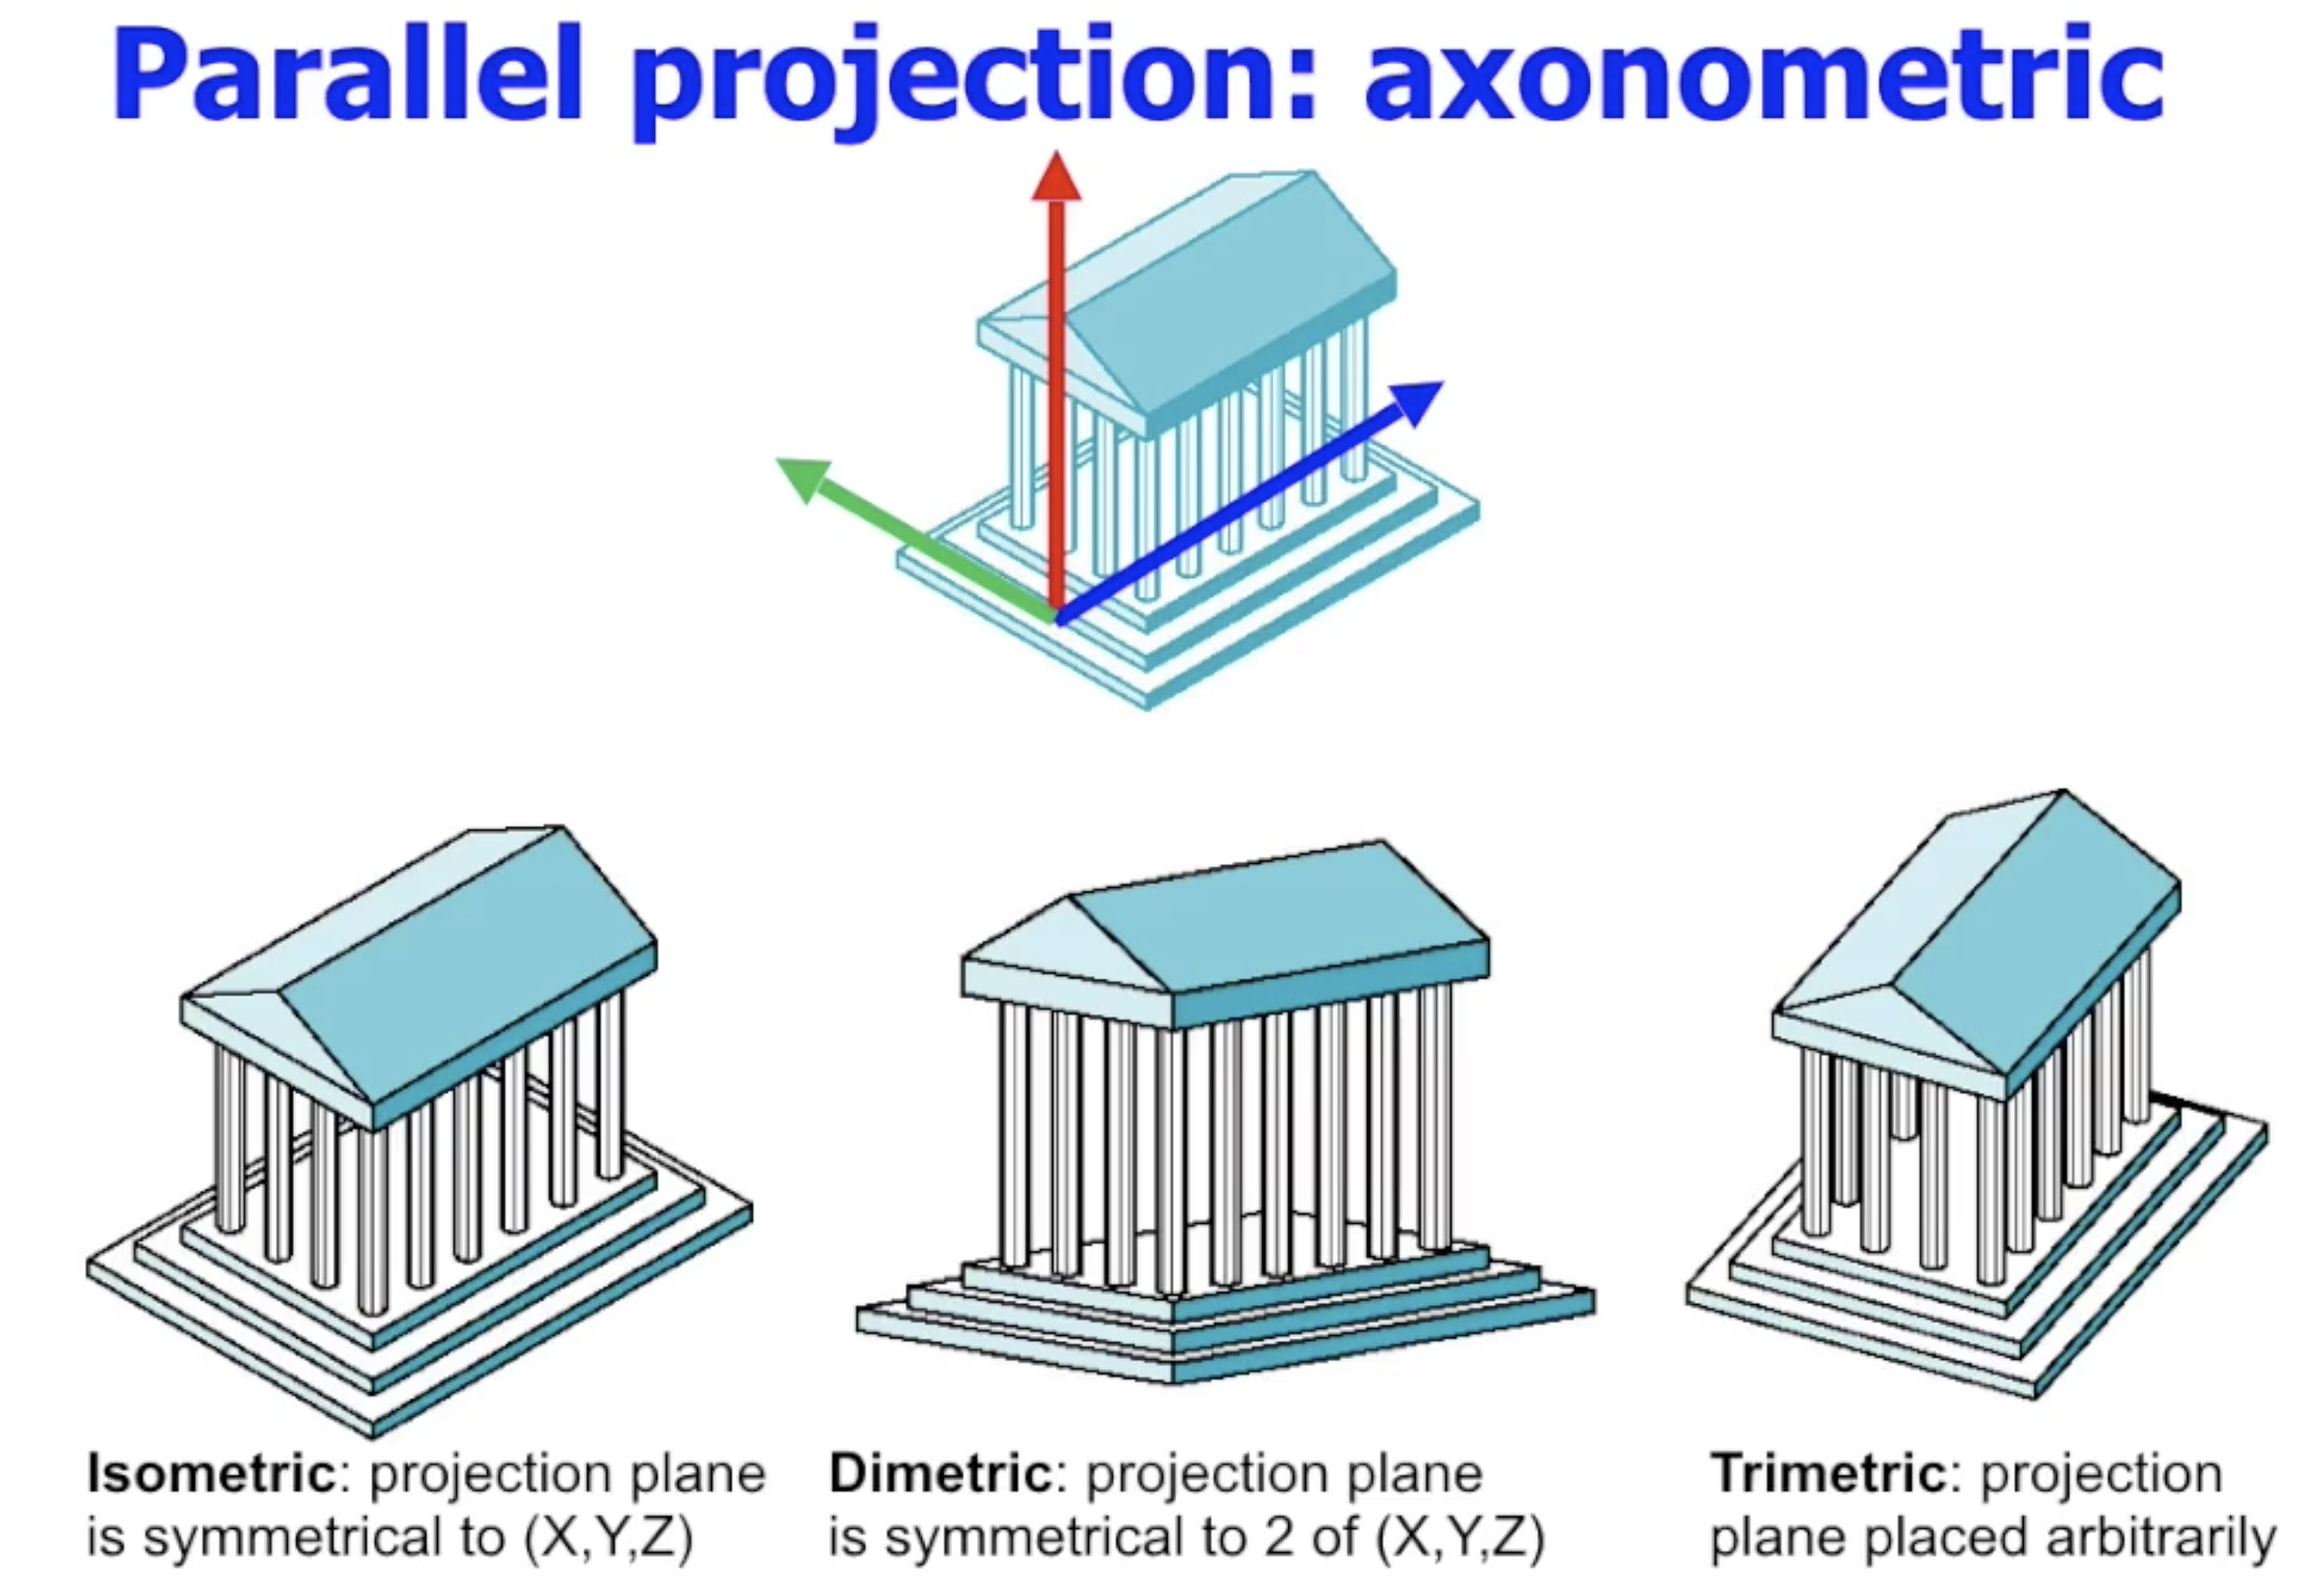 Parallel projection: axonometric
Isometric: projection plane
is symmetrical to (X,Y,Z)
Dimetric: projection plane
is symmetrical to 2 of (X,Y,Z)
Trimetric: projection
plane placed arbitrarily